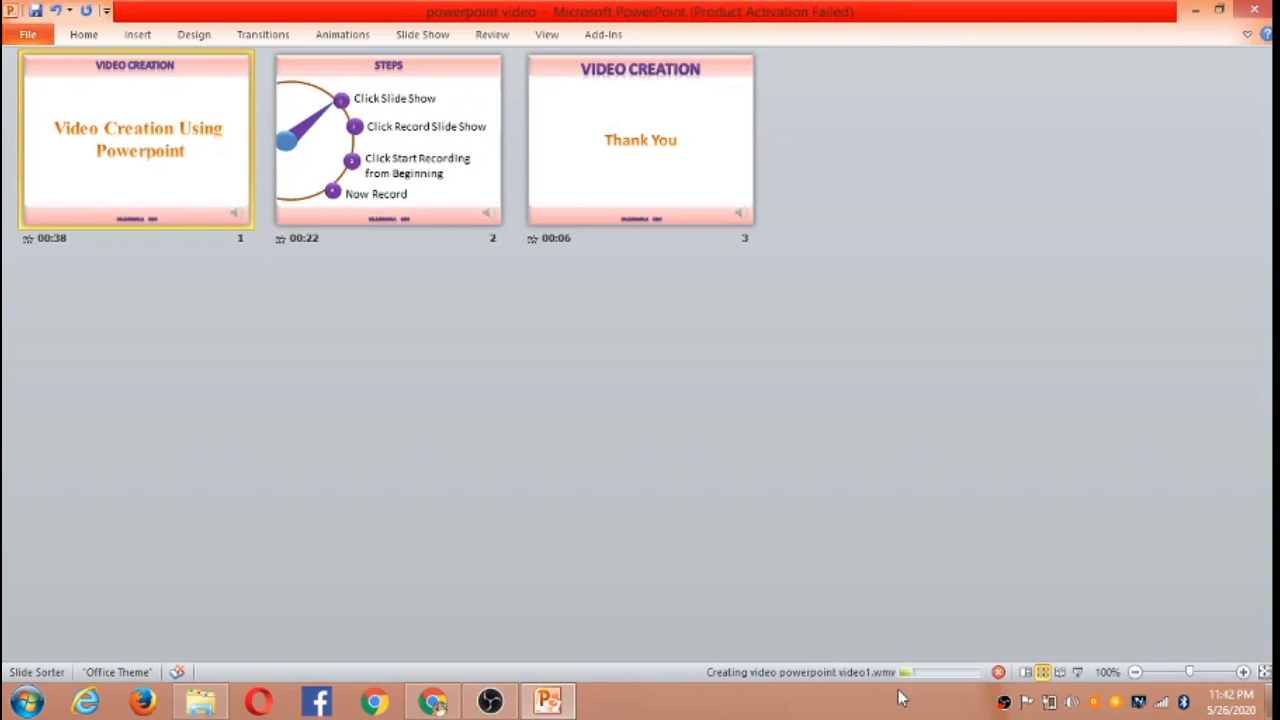 powerpoint video - Microsoft PowerPoint (Product Activation Failed)
File Home Insert Design Transitions Animations Slide Show Review View Add-Ins
VIDEO CREATION
Video Creation Using
Powerpoint
00:38 1
STEPS
1 Click Slide Show
Click Record Slide Show
Click Start Recording
from Beginning
Now Record
00:22 2
VIDEO CREATION
Thank You
00:06 3
Slide Sorter "Office Theme" Creating video powerpoint video1.wmv 100%
11:42 PM
5/26/2020